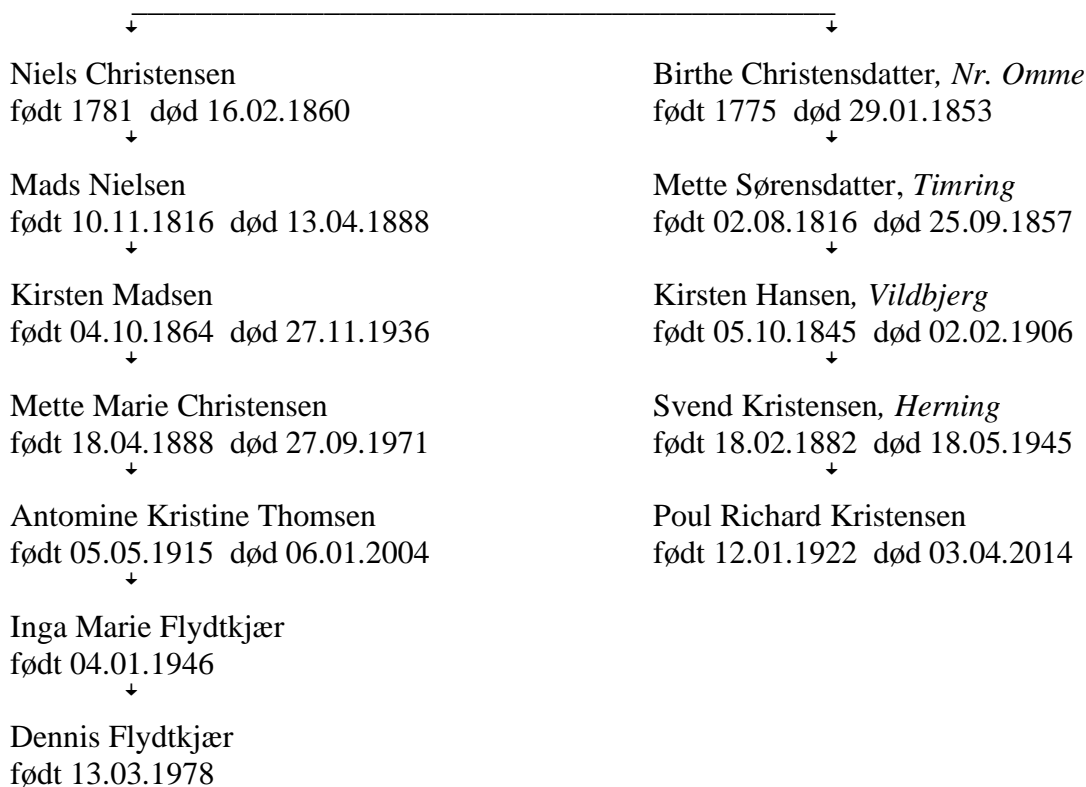 Niels Christensen
født 1781 død 16.02.1860
Mads Nielsen
født 10.11.1816 død 13.04.1888
Kirsten Madsen
født 04.10.1864 død 27.11.1936
Mette Marie Christensen
født 18.04.1888 død 27.09.1971
Antomine Kristine Thomsen
født 05.05.1915 død 06.01.2004
Inga Marie Flydtkjær
født 04.01.1946
Dennis Flydtkjær
født 13.03.1978
Birthe Christensdatter, Nr. Omme
født 1775 død 29.01.1853
Mette Sørensdatter, Timring
født 02.08.1816 død 25.09.1857
Kirsten Hansen, Vildbjerg
født 05.10.1845 død 02.02.1906
Svend Kristensen, Herning
født 18.02.1882 død 18.05.1945
Poul Richard Kristensen
født 12.01.1922 død 03.04.2014